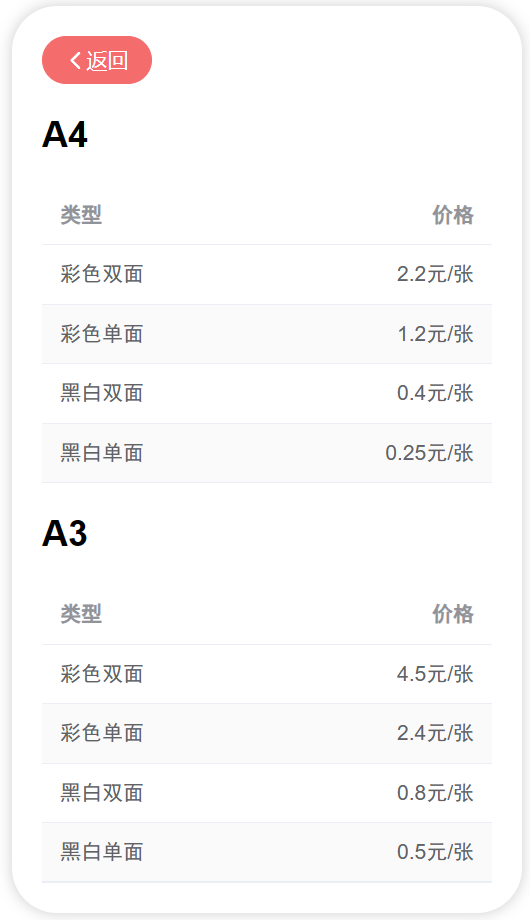 返回
A4
类型 价格
彩色双面 2.2元/张
彩色单面 1.2元/张
黑白双面 0.4元/张
黑白单面 0.25元/张
A3
类型 价格
彩色双面 4.5元/张
彩色单面 2.4元/张
黑白双面 0.8元/张
黑白单面 0.5元/张